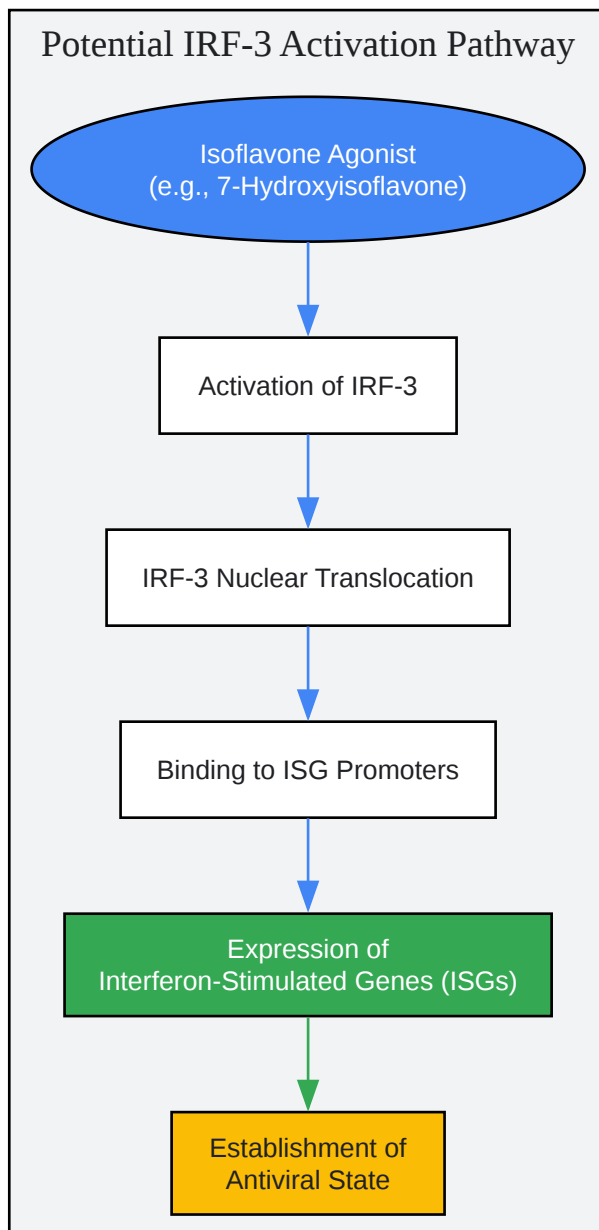 Potential IRF-3 Activation Pathway
Isoflavone Agonist
(e.g., 7-Hydroxyisoflavone)
Activation of IRF-3
IRF-3 Nuclear Translocation
Binding to ISG Promoters
Expression of
Interferon-Stimulated Genes (ISGs)
Establishment of
Antiviral State